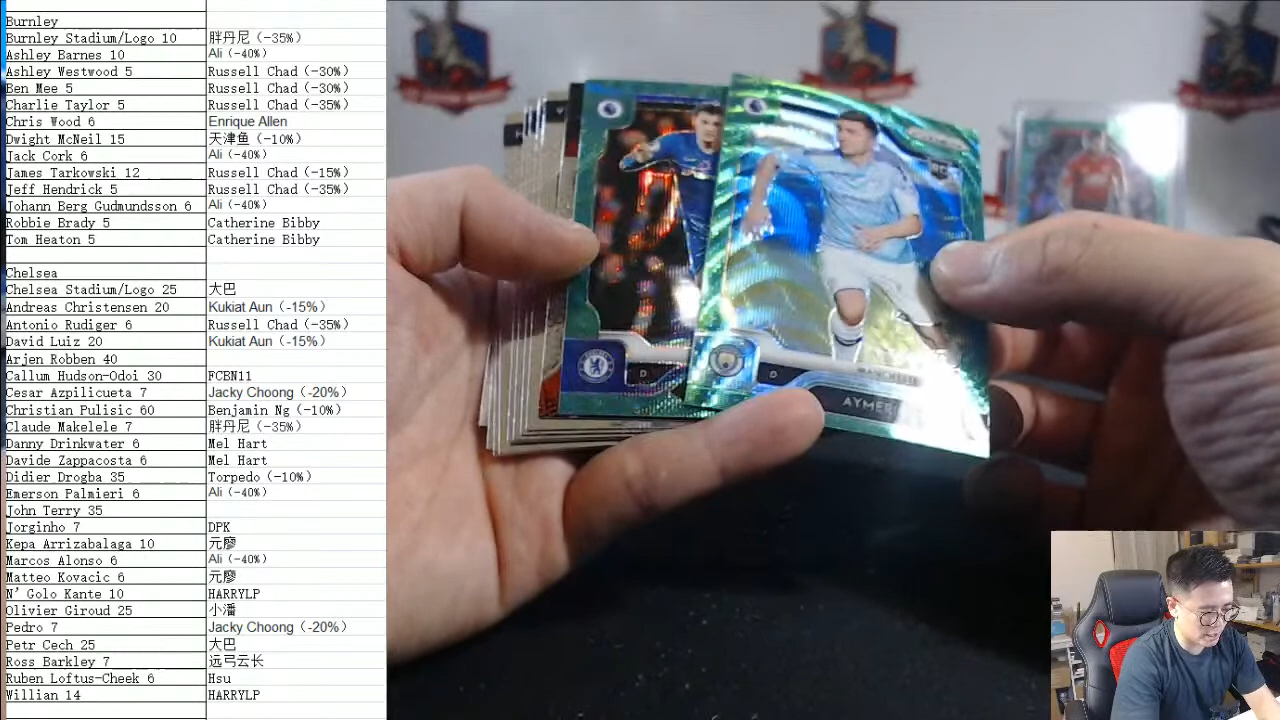 Burnley
Burnley Stadium/Logo 10 胖丹尼（-35%）
Ashley Barnes 10 Ali（-40%）
Ashley Westwood 5 Russell Chad（-30%）
Ben Mee 5 Russell Chad（-30%）
Charlie Taylor 5 Russell Chad（-35%）
Chris Wood 6 Enrique Allen
Dwight McNeil 15 天津鱼（-10%）
Jack Cork 6 Ali（-40%）
James Tarkowski 12 Russell Chad（-15%）
Jeff Hendrick 5 Russell Chad（-35%）
Johann Berg Gudmundsson 6 Ali（-40%）
Robbie Brady 5 Catherine Bibby
Tom Heaton 5 Catherine Bibby
Chelsea
Chelsea Stadium/Logo 25 大巴
Andreas Christensen 20 Kukiat Aun（-15%）
Antonio Rudiger 6 Russell Chad（-35%）
David Luiz 20 Kukiat Aun（-15%）
Arjen Robben 40
Callum Hudson-Odoi 30 FCBN11
Cesar Azpilicueta 7 Jacky Choong（-20%）
Christian Pulisic 60 Benjamin Ng（-10%）
Claude Makelele 7 胖丹尼（-35%）
Danny Drinkwater 6 Mel Hart
Davide Zappacosta 6 Mel Hart
Didier Drogba 35 Torpedo（-10%）
Emerson Palmieri 6 Ali（-40%）
John Terry 35
Jorginho 7 DPK
Kepa Arrizabalaga 10 元廖
Marcos Alonso 6 Ali（-40%）
Matteo Kovacic 6 元廖
N' Golo Kante 10 HARRYLP
Olivier Giroud 25 小潘
Pedro 7 Jacky Choong（-20%）
Petr Cech 25 大巴
Ross Barkley 7 远弓云长
Ruben Loftus-Cheek 6 Hsu
Willian 14 HARRYLP
PRIZM
RC
D
D
AYMER